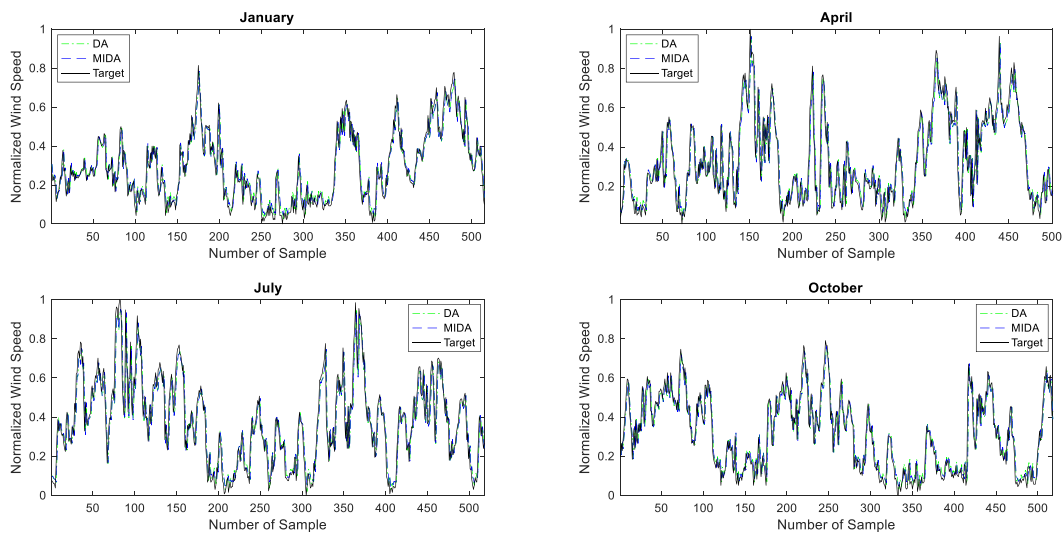 January
Normalized Wind Speed
1
0.8
0.6
0.4
0.2
0
DA
MIDA
Target
50 100 150 200 250 300 350 400 450 500
Number of Sample
April
Normalized Wind Speed
1
0.8
0.6
0.4
0.2
DA
MIDA
Target
50 100 150 200 250 300 350 400 450 500
Number of Sample
July
Normalized Wind Speed
1
0.8
0.6
0.4
0.2
0
DA
MIDA
Target
50 100 150 200 250 300 350 400 450 500
Number of Sample
October
Normalized Wind Speed
1
0.8
0.6
0.4
0.2
0
DA
MIDA
Target
50 100 150 200 250 300 350 400 450 500
Number of Sample